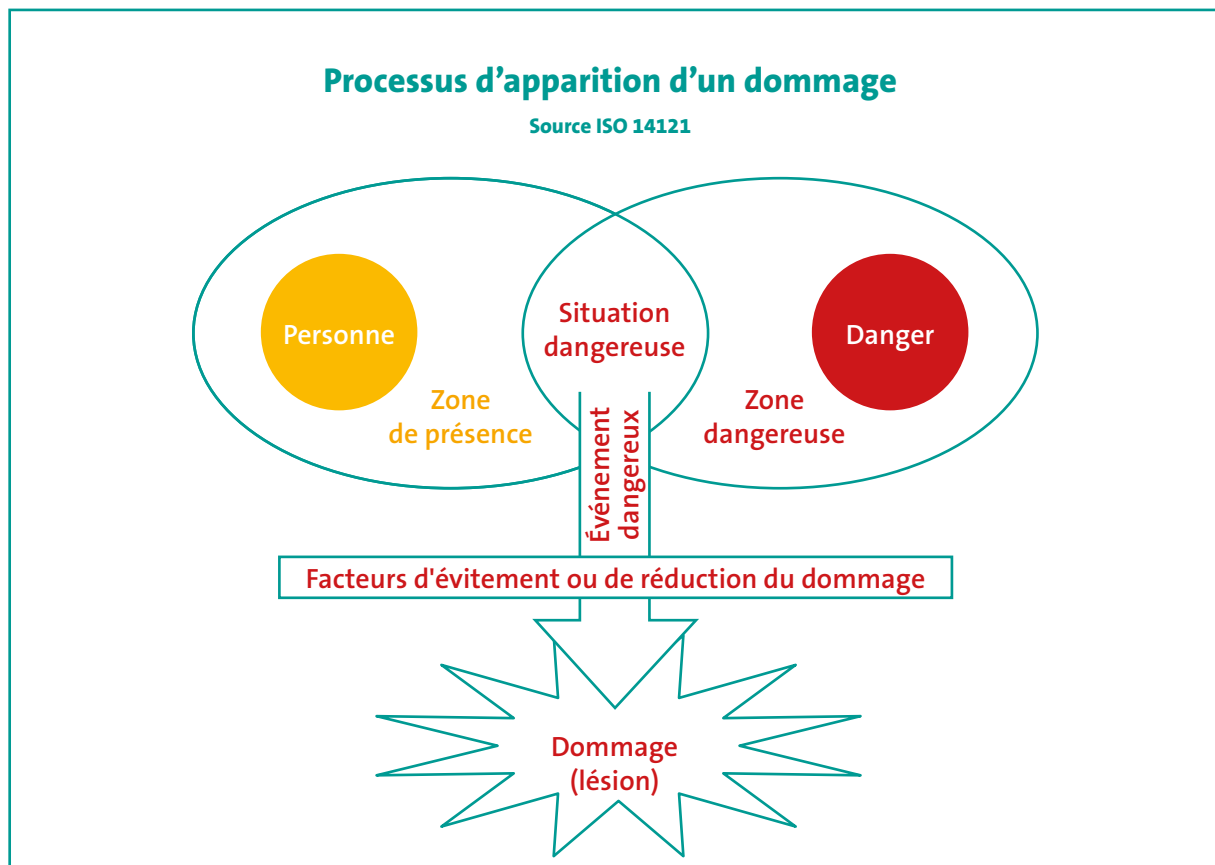 Processus d’apparition d’un dommage
Source ISO 14121
Personne
Situation
dangereuse
Danger
Zone
de présence
Zone
dangereuse
Événement
dangereux
Facteurs d'évitement ou de réduction du dommage
Dommage
(lésion)